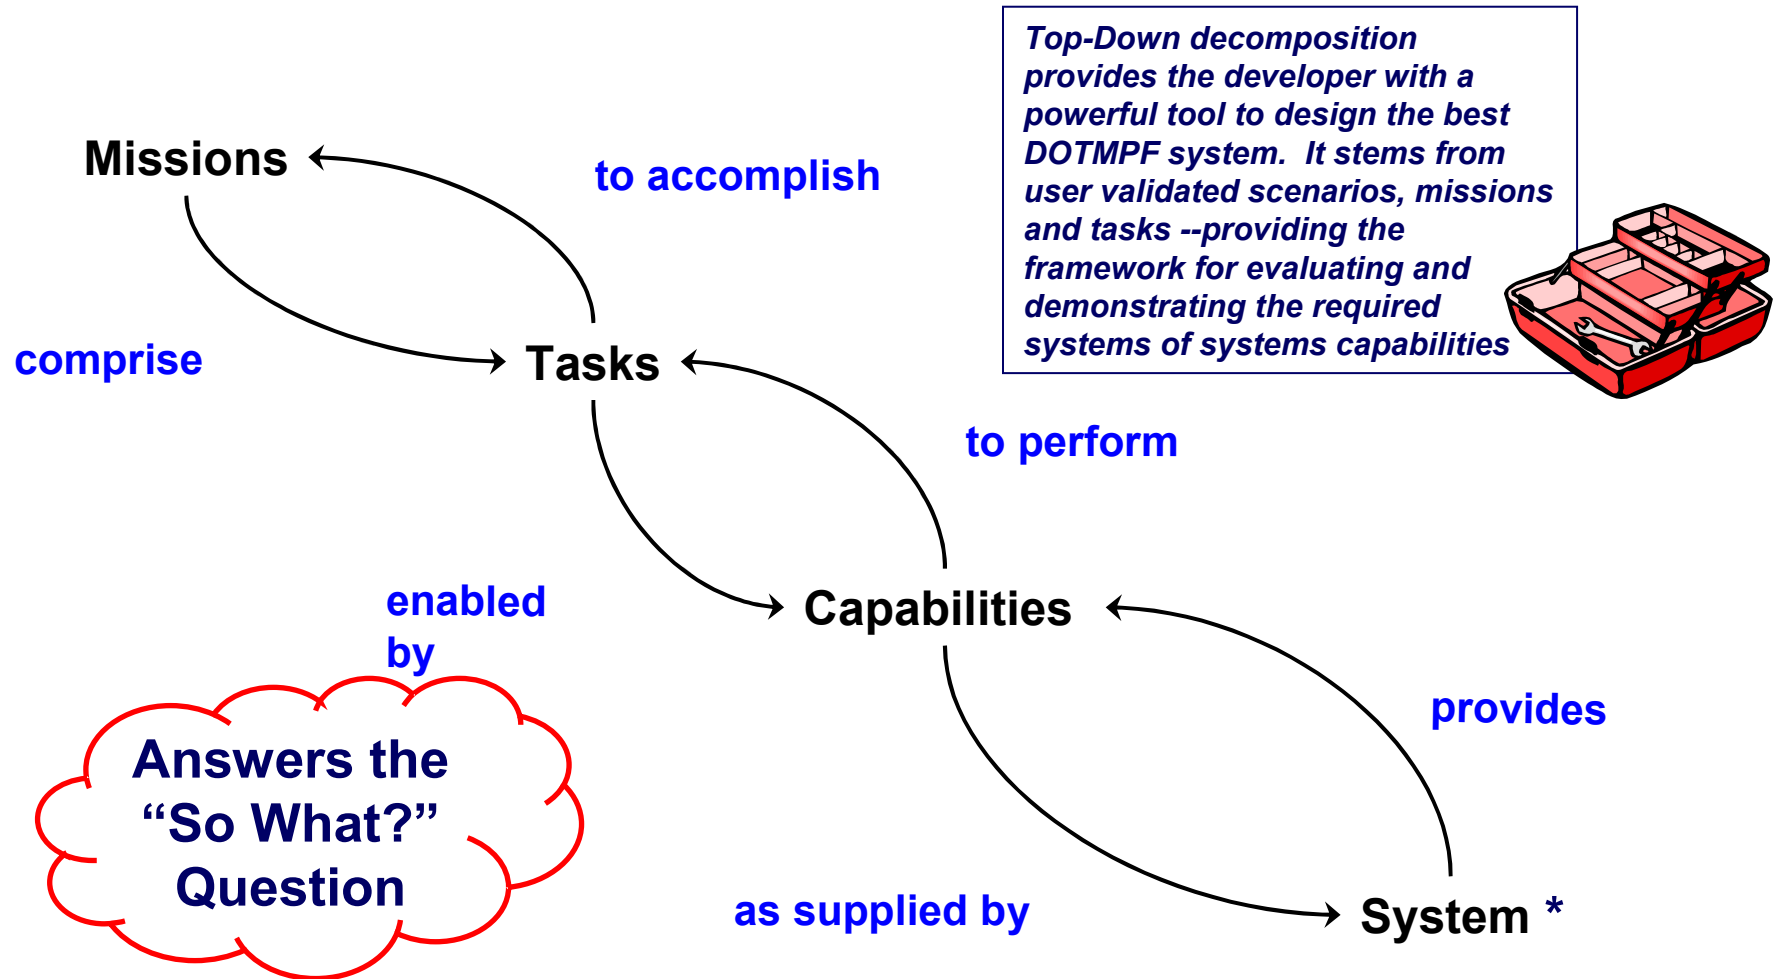 Top-Down decomposition
provides the developer with a
powerful tool to design the best
DOTMPF system.  It stems from
user validated scenarios, missions
and tasks --providing the
framework for evaluating and
demonstrating the required
systems of systems capabilities
Missions
to accomplish
comprise
Tasks
to perform
enabled
by
Capabilities
provides
Answers the
“So What?”
Question
as supplied by
System *